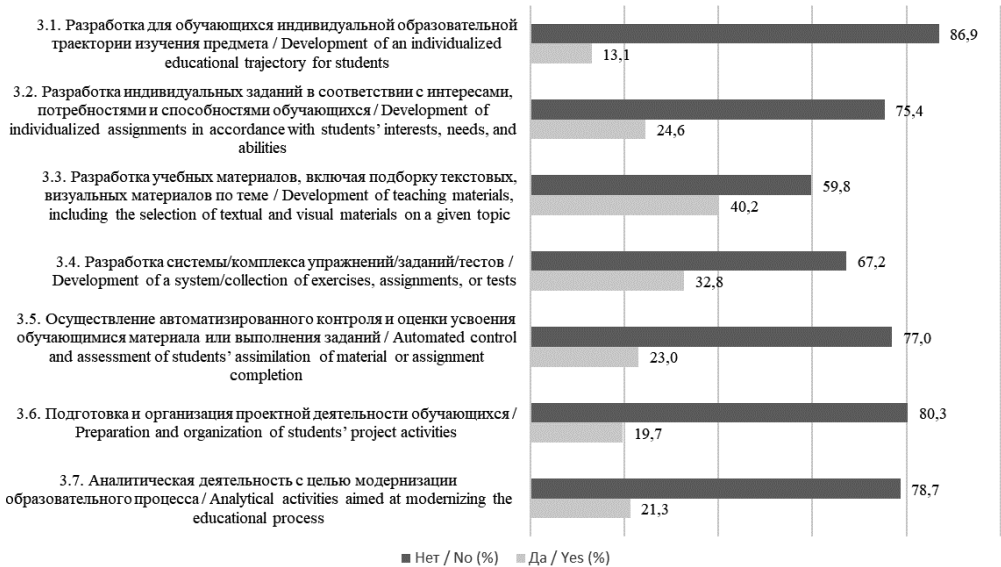 3.1. Разработка для обучающихся индивидуальной образовательной
траектории изучения предмета / Development of an individualized
educational trajectory for students
86,9
13,1
3.2. Разработка индивидуальных заданий в соответствии с интересами,
потребностями и способностями обучающихся / Development of
individualized assignments in accordance with students’ interests, needs, and
abilities
75,4
24,6
3.3. Разработка учебных материалов, включая подборку текстовых,
визуальных материалов по теме / Development of teaching materials,
including the selection of textual and visual materials on a given topic
59,8
40,2
3.4. Разработка системы/комплекса упражнений/заданий/тестов /
Development of a system/collection of exercises, assignments, or tests
67,2
32,8
3.5. Осуществление автоматизированного контроля и оценки усвоения
обучающимися материала или выполнения заданий / Automated control
and assessment of students’ assimilation of material or assignment
completion
77,0
23,0
3.6. Подготовка и организация проектной деятельности обучающихся /
Preparation and organization of students’ project activities
80,3
19,7
3.7. Аналитическая деятельность с целью модернизации
образовательного процесса / Analytical activities aimed at modernizing the
educational process
78,7
21,3
Нет / No (%) Да / Yes (%)